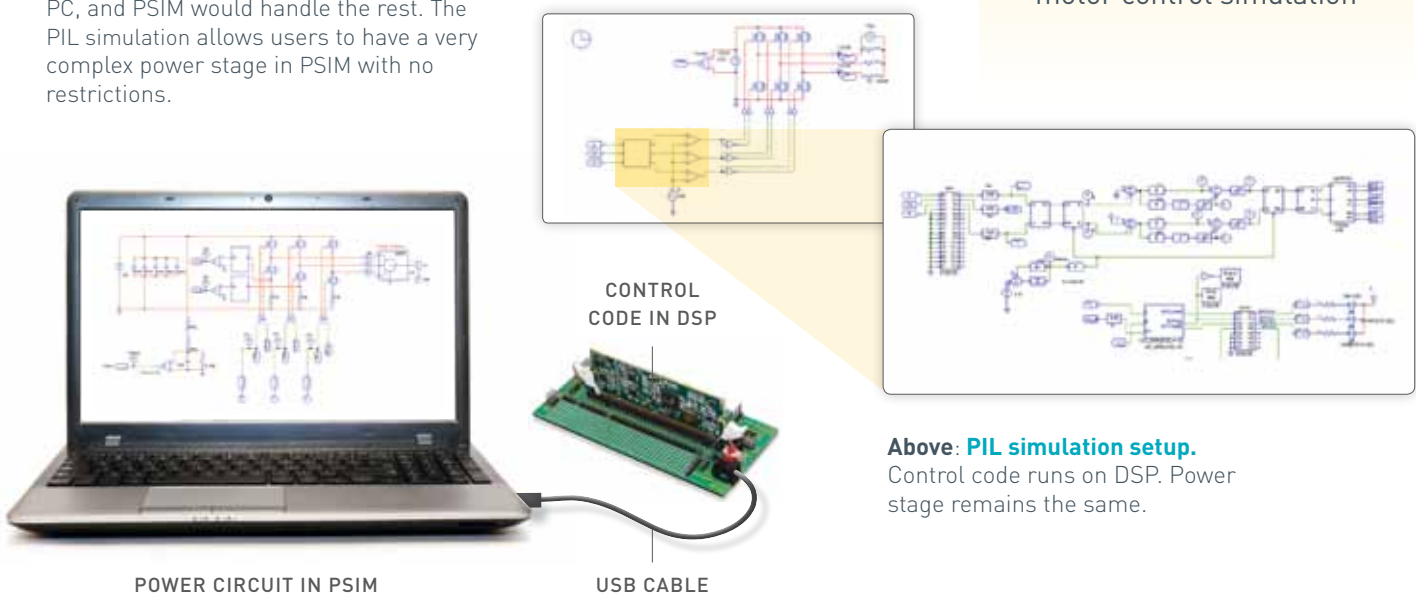 PC, and PSIM would handle the rest. The
PIL simulation allows users to have a very
complex power stage in PSIM with no
restrictions.
motor control simulation
CONTROL
CODE IN DSP
Above: PIL simulation setup.
Control code runs on DSP. Power
stage remains the same.
POWER CIRCUIT IN PSIM
USB CABLE